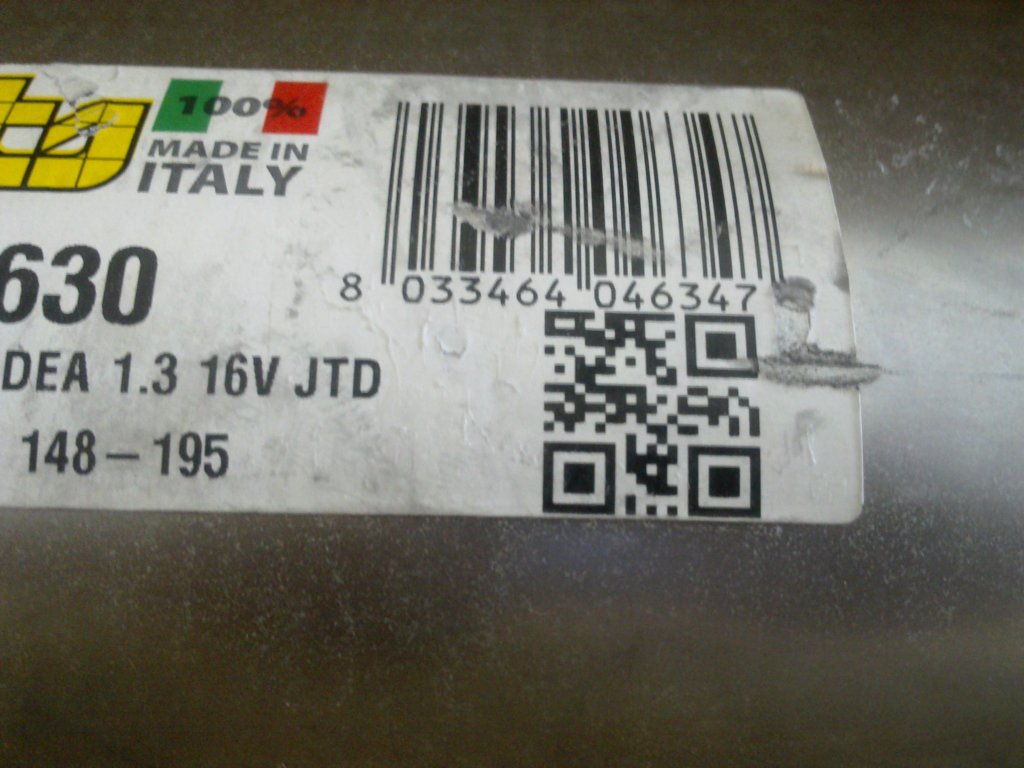 100%
MADE IN
ITALY
630
8 033464 046347
DEA 1.3 16V JTD
148-195